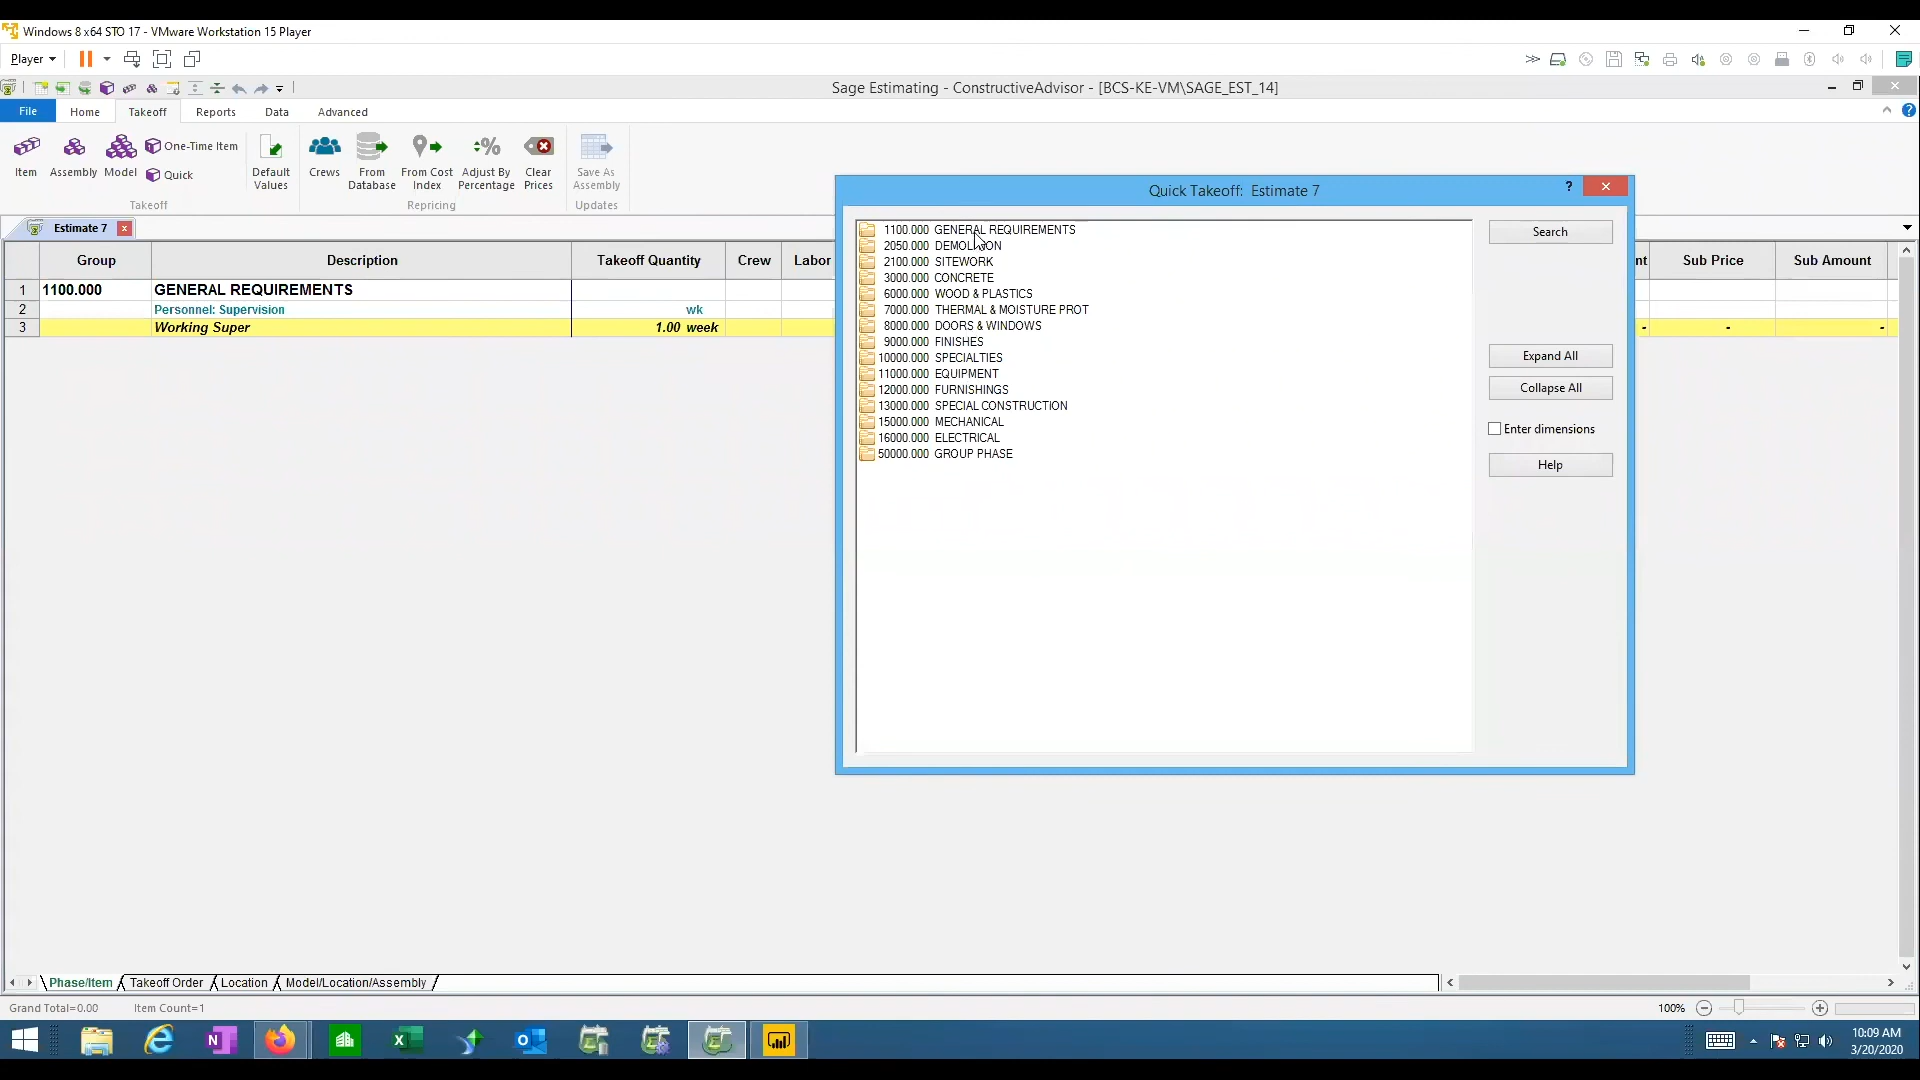 Windows 8 x64 STO 17 - VMware Workstation 15 Player
Player
Sage Estimating - ConstructiveAdvisor - [BCS-KE-VM\SAGE_EST_14]
File Home Takeoff Reports Data Advanced
Item Assembly Model One-Time Item Quick
Default Values
Crews
From Database
From Cost Index
Adjust By Percentage
Clear Prices
Save As Assembly
Takeoff Repricing Updates
Estimate 7
Group Description Takeoff Quantity Crew Labor nt Sub Price Sub Amount
1 1100.000 GENERAL REQUIREMENTS
2 Personnel: Supervision wk
3 Working Super 1.00 week - - -
Quick Takeoff: Estimate 7
1100.000 GENERAL REQUIREMENTS
2050.000 DEMOLITION
2100.000 SITEWORK
3000.000 CONCRETE
6000.000 WOOD & PLASTICS
7000.000 THERMAL & MOISTURE PROT
8000.000 DOORS & WINDOWS
9000.000 FINISHES
10000.000 SPECIALTIES
11000.000 EQUIPMENT
12000.000 FURNISHINGS
13000.000 SPECIAL CONSTRUCTION
15000.000 MECHANICAL
16000.000 ELECTRICAL
50000.000 GROUP PHASE
Search
Expand All
Collapse All
Enter dimensions
Help
Phase/Item Takeoff Order Location Model/Location/Assembly
Grand Total=0.00 Item Count=1 100%
10:09 AM
3/20/2020